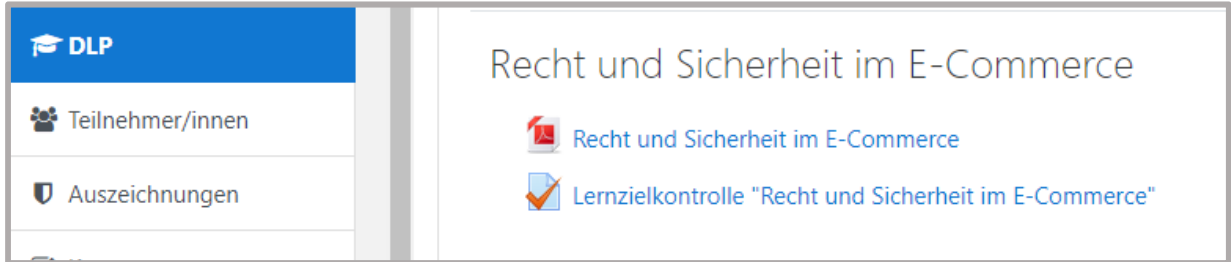 DLP
Teilnehmer/innen
Auszeichnungen
Recht und Sicherheit im E-Commerce
Recht und Sicherheit im E-Commerce
Lernzielkontrolle "Recht und Sicherheit im E-Commerce"